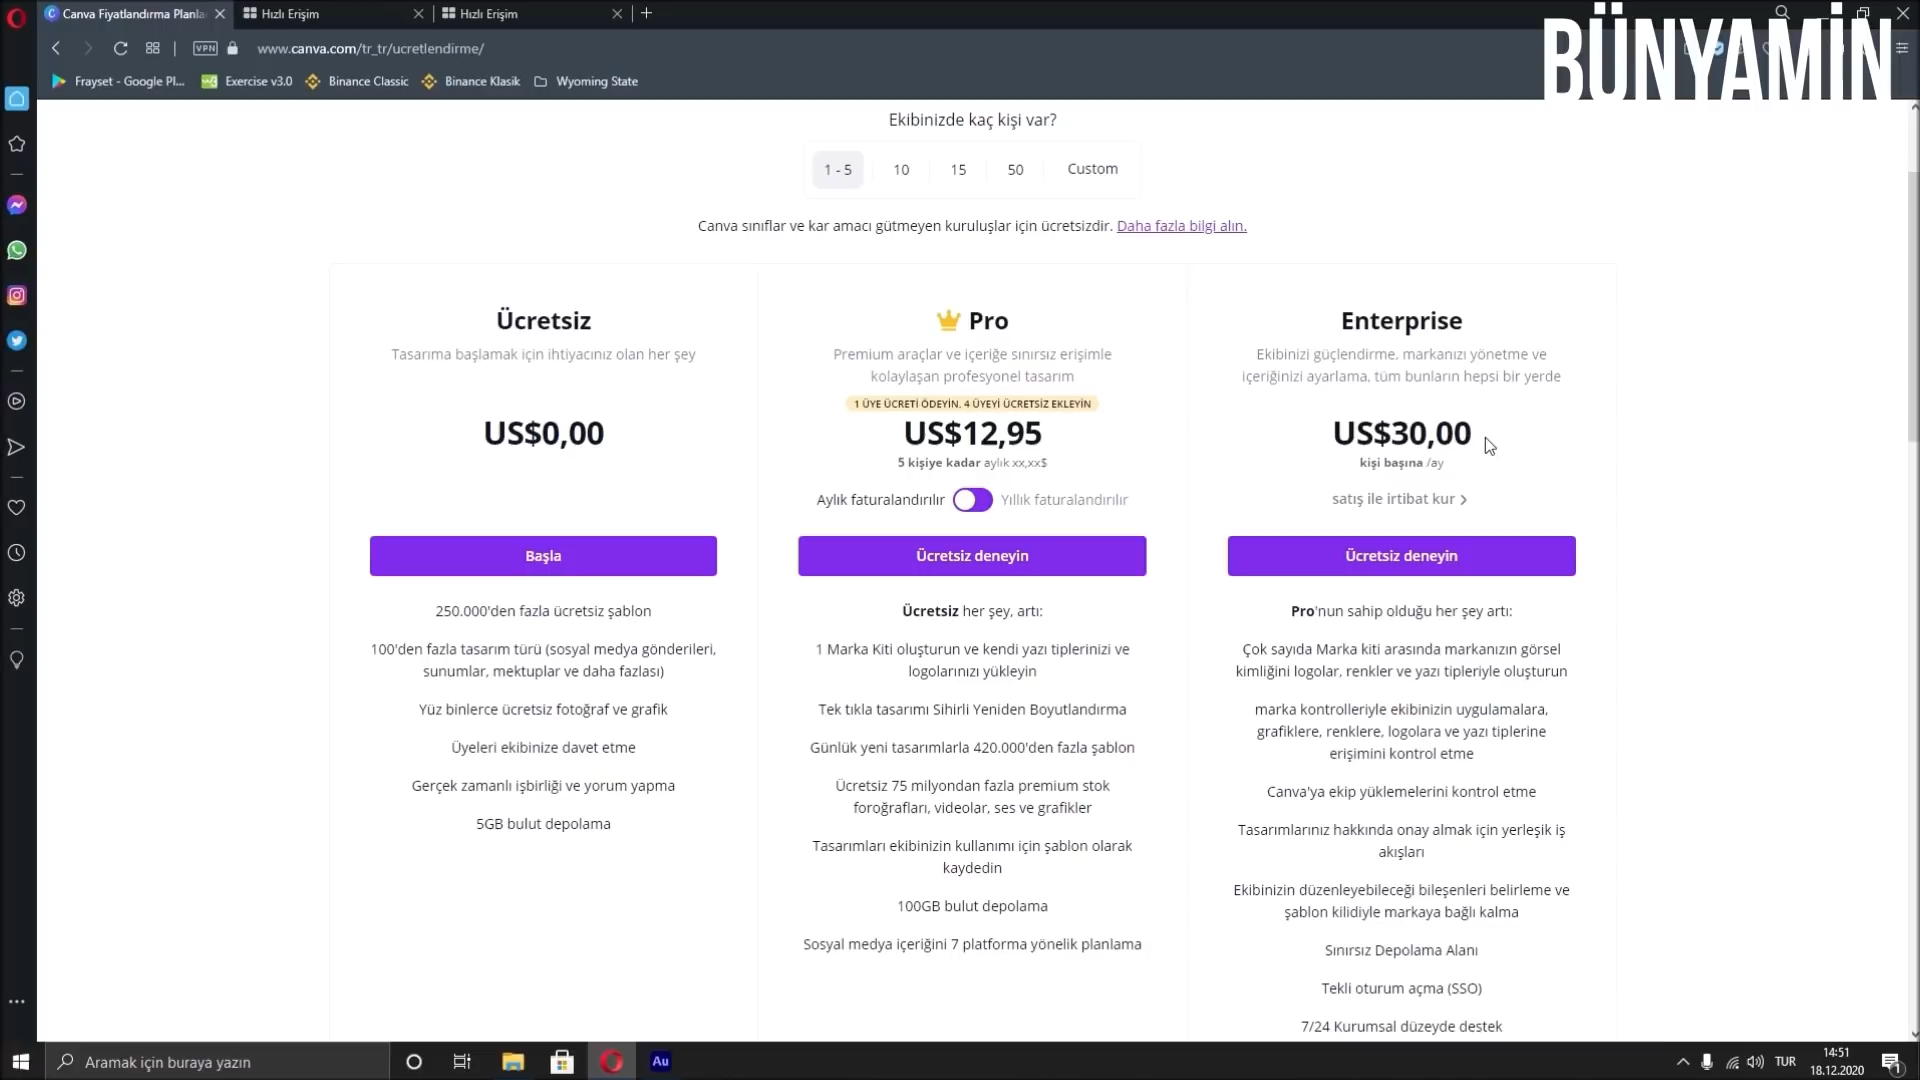 Canva Fiyatlandırma Planla
Hızlı Erişim
Hızlı Erişim
VPN
www.canva.com/tr_tr/ucretlendirme/
BÜNYAMİN
Frayset - Google Pl...
Exercise v3.0
Binance Classic
Binance Klasik
Wyoming State
Ekibinizde kaç kişi var?
1 - 5
10
15
50
Custom
Canva sınıflar ve kar amacı gütmeyen kuruluşlar için ücretsizdir. Daha fazla bilgi alın.
Ücretsiz
Tasarıma başlamak için ihtiyacınız olan her şey
US$0,00
Başla
250.000'den fazla ücretsiz şablon
100'den fazla tasarım türü (sosyal medya gönderileri,
sunumlar, mektuplar ve daha fazlası)
Yüz binlerce ücretsiz fotoğraf ve grafik
Üyeleri ekibinize davet etme
Gerçek zamanlı işbirliği ve yorum yapma
5GB bulut depolama
Pro
Premium araçlar ve içeriğe sınırsız erişimle
kolaylaşan profesyonel tasarım
1 ÜYE ÜCRETİ ÖDEYİN, 4 ÜYEYİ ÜCRETSİZ EKLEYİN
US$12,95
5 kişiye kadar aylık xx,xx$
Aylık faturalandırılır
Yıllık faturalandırılır
Ücretsiz deneyin
Ücretsiz her şey, artı:
1 Marka Kiti oluşturun ve kendi yazı tiplerinizi ve
logolarınızı yükleyin
Tek tıkla tasarımı Sihirli Yeniden Boyutlandırma
Günlük yeni tasarımlarla 420.000'den fazla şablon
Ücretsiz 75 milyondan fazla premium stok
foroğrafları, videolar, ses ve grafikler
Tasarımları ekibinizin kullanımı için şablon olarak
kaydedin
100GB bulut depolama
Sosyal medya içeriğini 7 platforma yönelik planlama
Enterprise
Ekibinizi güçlendirme, markanızı yönetme ve
içeriğinizi ayarlama, tüm bunların hepsi bir yerde
US$30,00
kişi başına /ay
satış ile irtibat kur
Ücretsiz deneyin
Pro'nun sahip olduğu her şey artı:
Çok sayıda Marka kiti arasında markanızın görsel
kimliğini logolar, renkler ve yazı tipleriyle oluşturun
marka kontrolleriyle ekibinizin uygulamalara,
grafiklere, renklere, logolara ve yazı tiplerine
erişimini kontrol etme
Canva'ya ekip yüklemelerini kontrol etme
Tasarımlarınız hakkında onay almak için yerleşik iş
akışları
Ekibinizin düzenleyebileceği bileşenleri belirleme ve
şablon kilidiyle markaya bağlı kalma
Sınırsız Depolama Alanı
Tekli oturum açma (SSO)
7/24 Kurumsal düzeyde destek
Aramak için buraya yazın
Au
TUR
14:51
18.12.2020
1